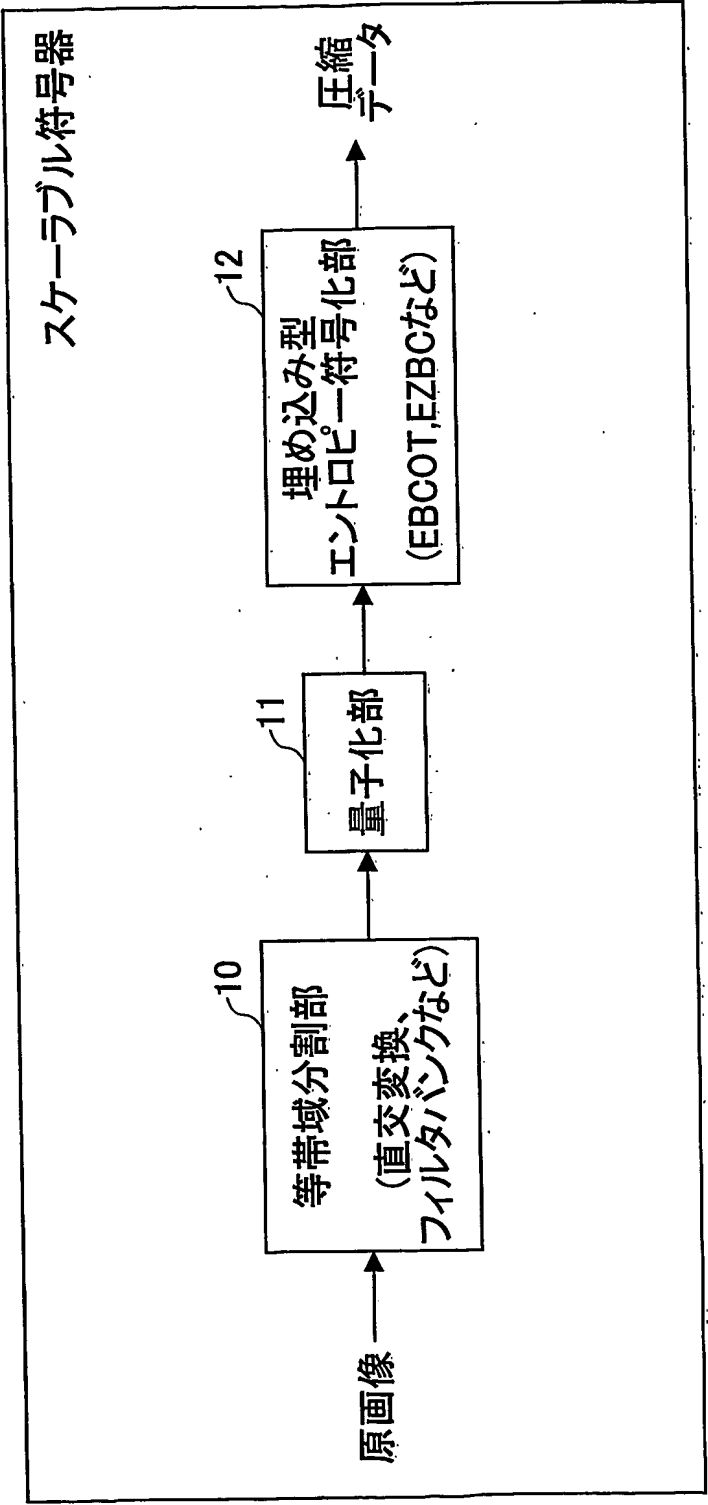 スケーラブル符号器
原画像
10
等帯域分割部
(直交変換、
フィルタバンクなど)
11
量子化部
12
埋め込み型
エントロピー符号化部
(EBCOT,EZBCなど)
圧縮
データ